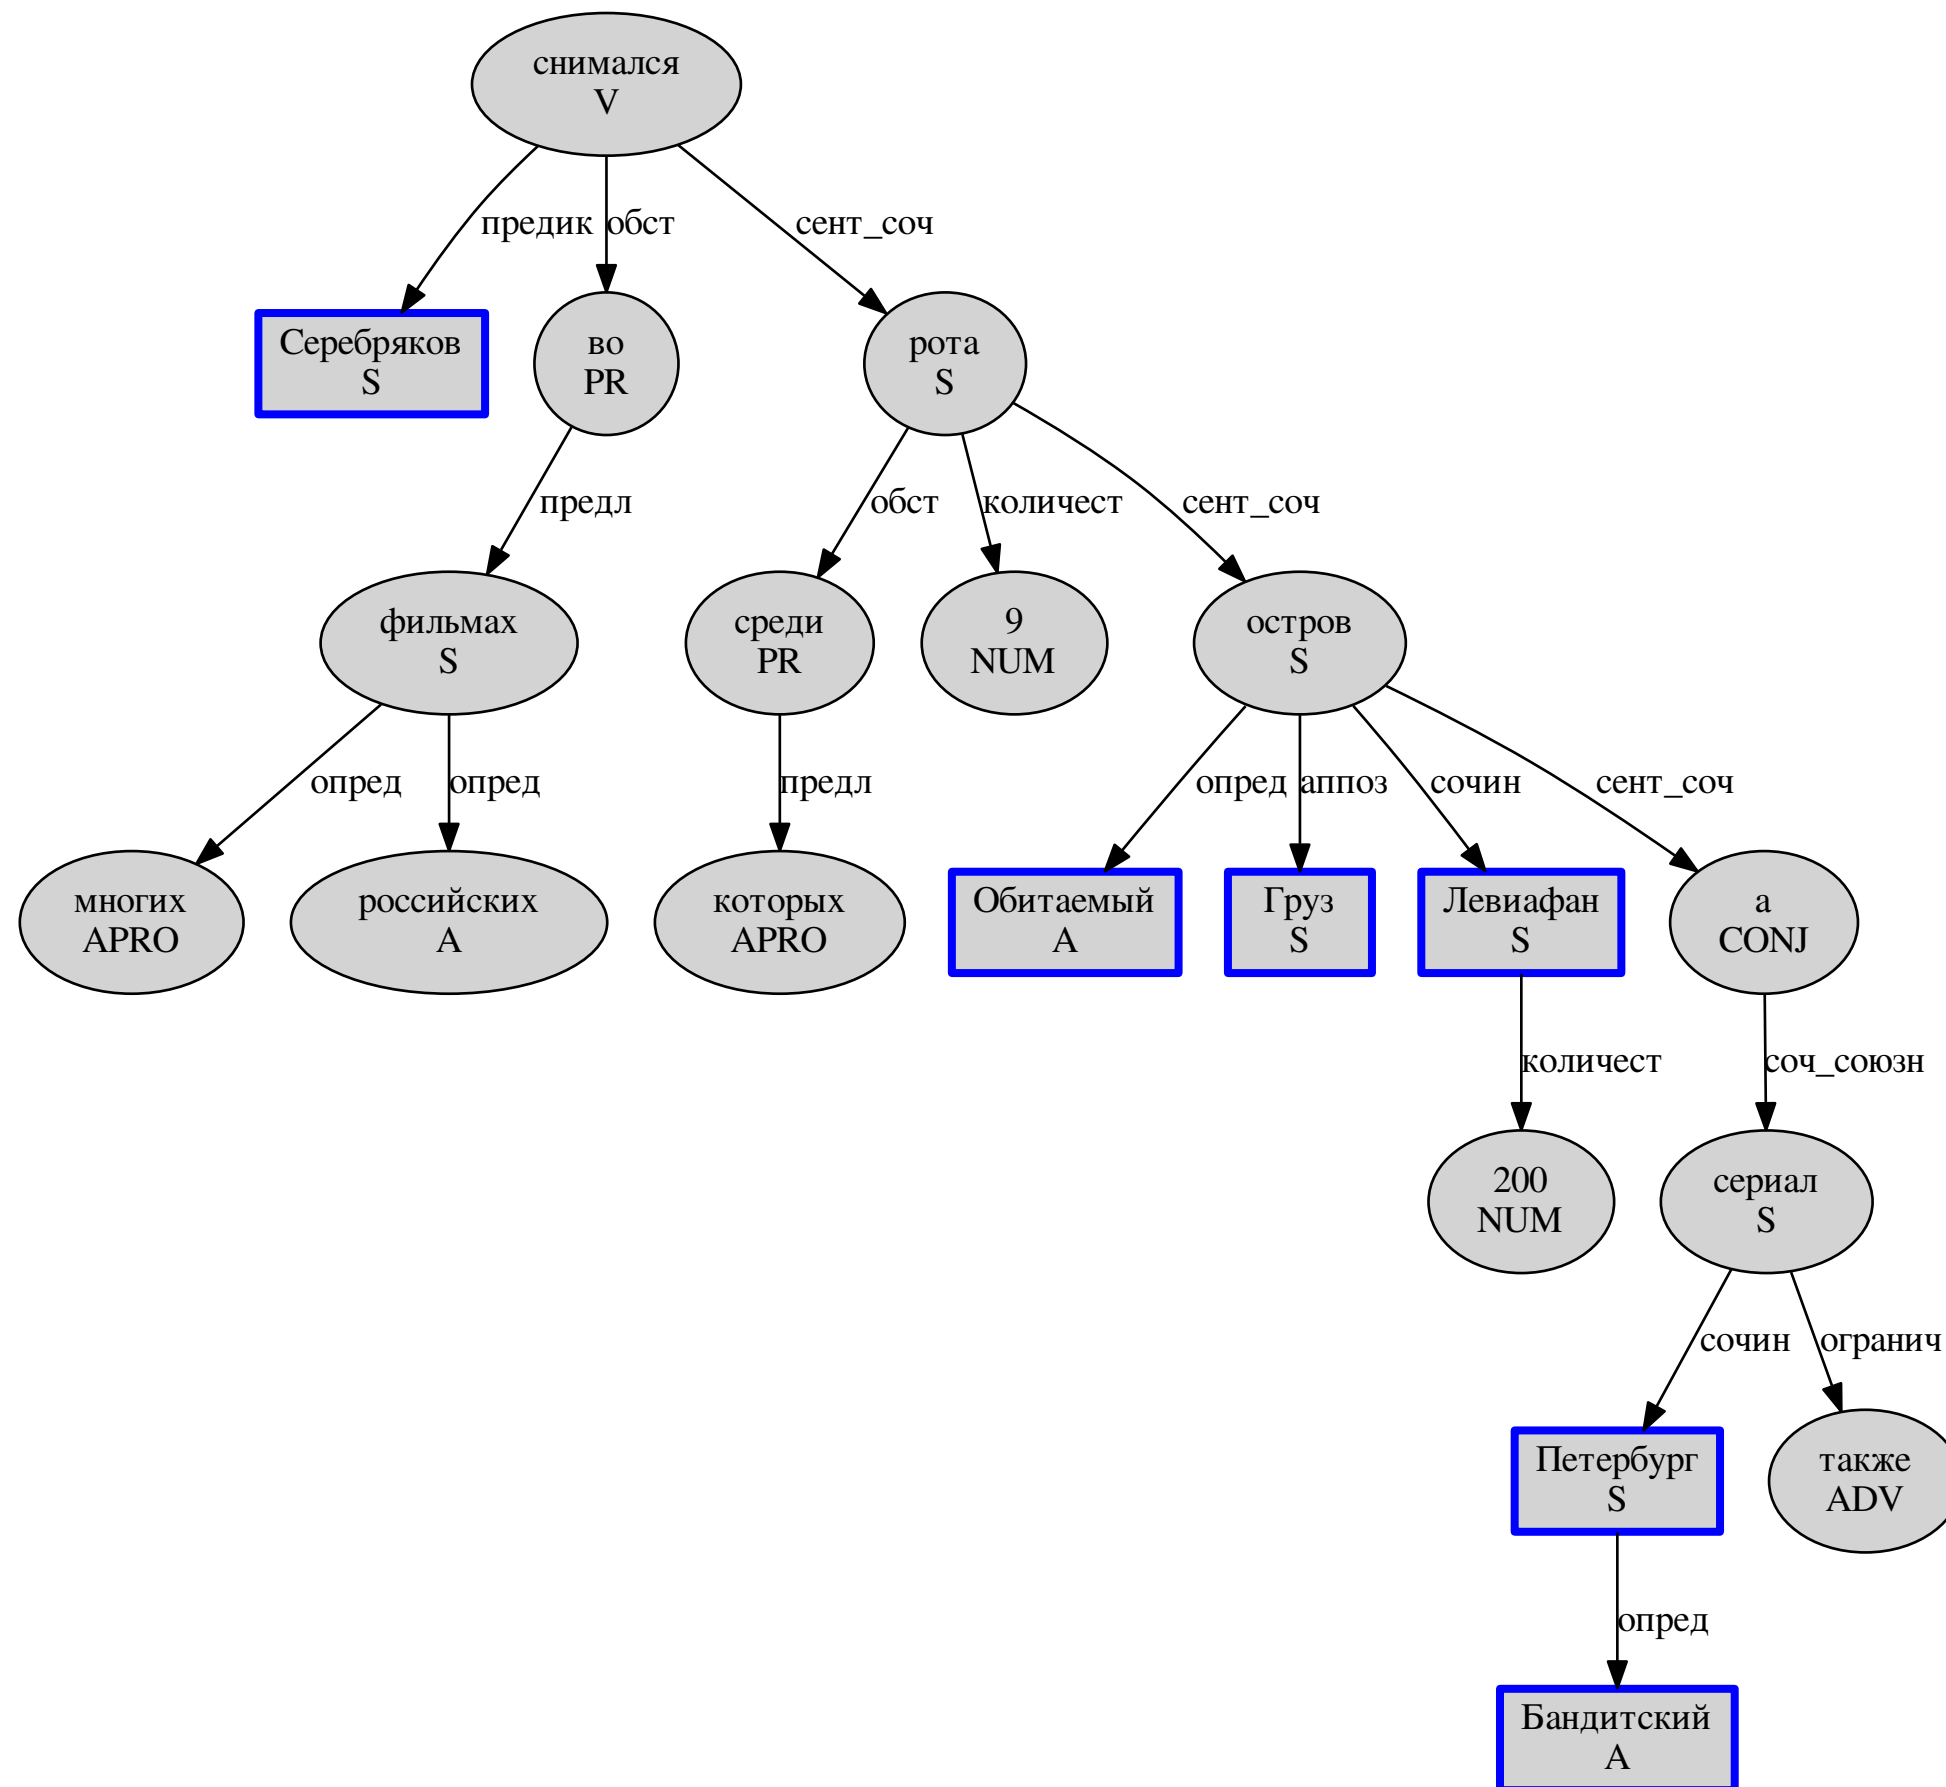 снимался
V
предик
обст
сент_соч
Серебряков
S
во
PR
рота
S
предл
обст
количест
сент_соч
фильмах
S
среди
PR
9
NUM
остров
S
опред
опред
предл
опред
аппоз
сочин
сент_соч
многих
APRO
российских
A
которых
APRO
Обитаемый
A
Груз
S
Левиафан
S
а
CONJ
количест
соч_союзн
200
NUM
сериал
S
сочин
огранич
Петербург
S
также
ADV
опред
Бандитский
A